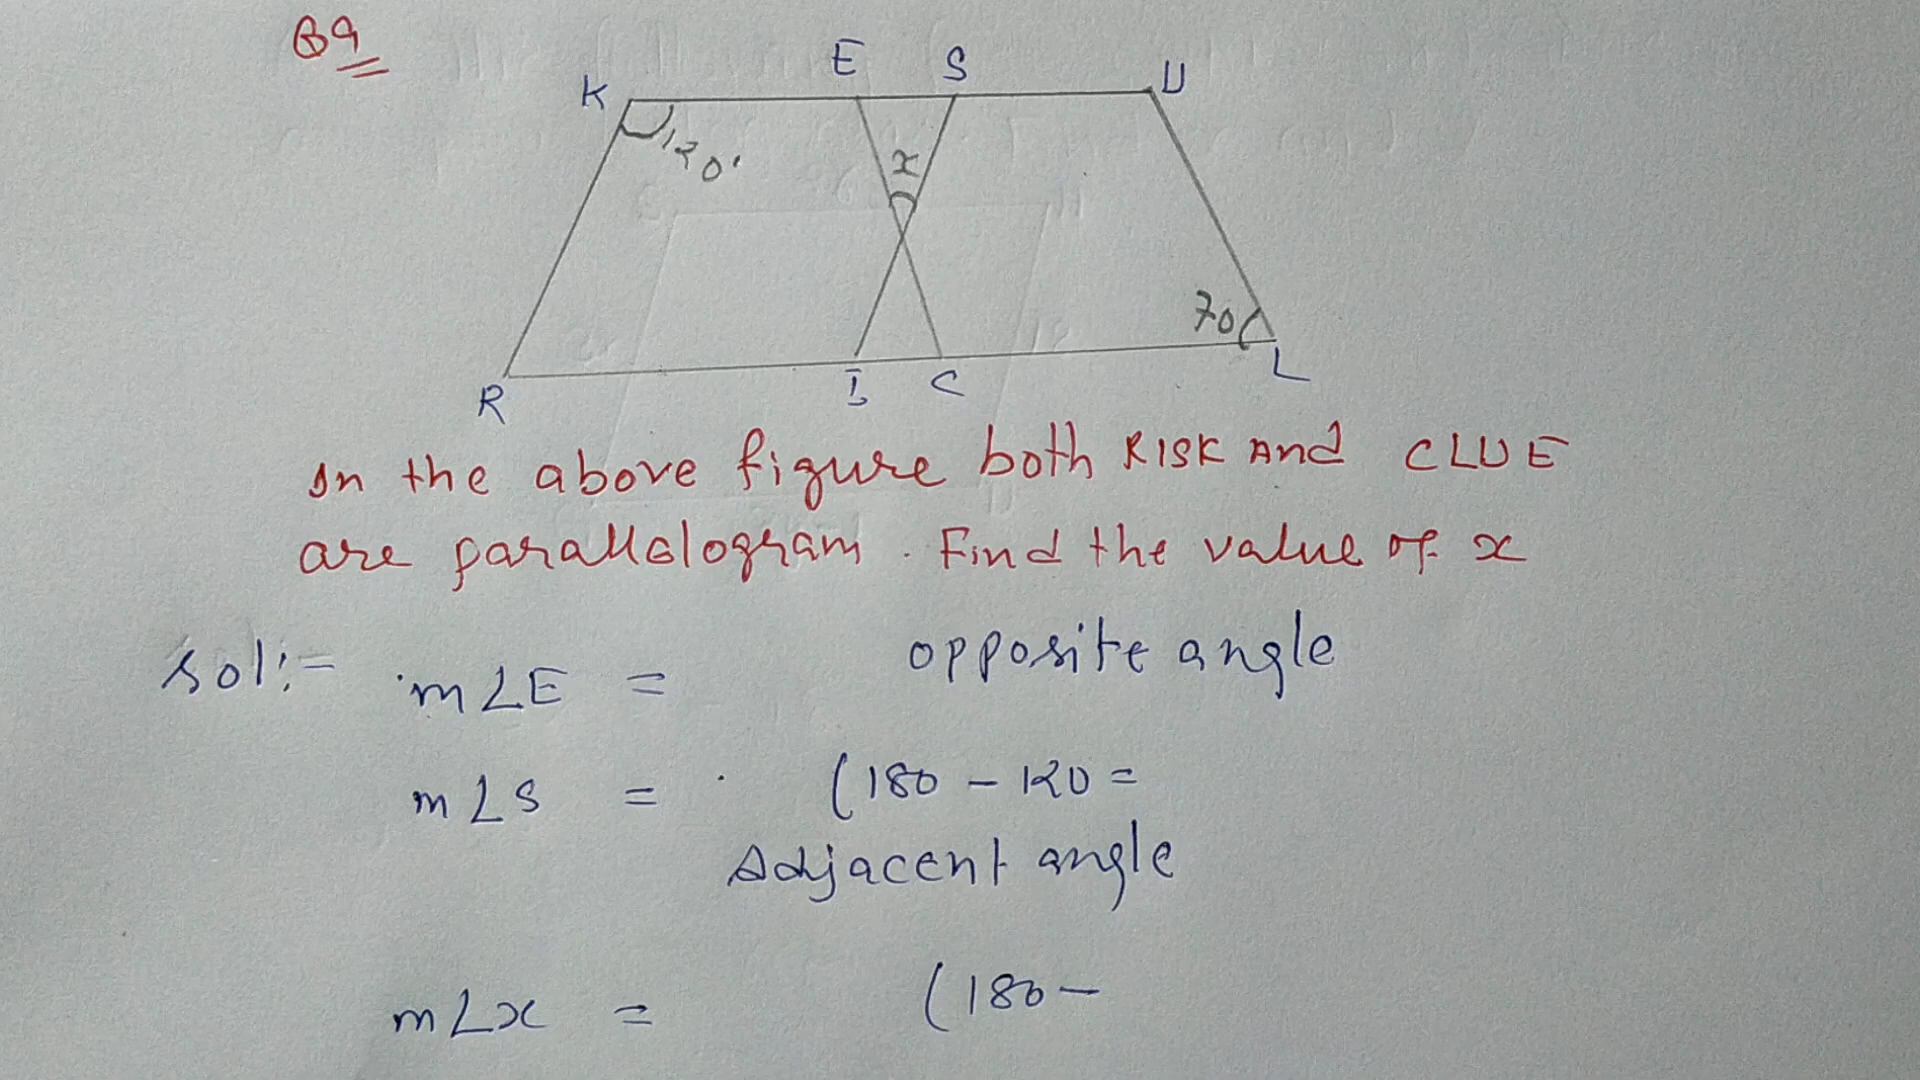 Q9
E S
K U
120°
x
70
R I C L
In the above figure both RISK And CLUE
are parallelogram. Find the value of x
Sol:- m∠E = opposite angle
m∠S = (180 - 120 =
Adjacent angle
m∠x = (180 -